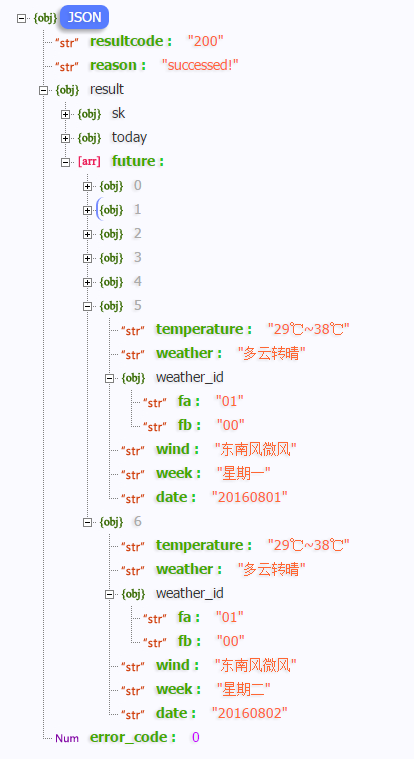 {obj} JSON
"str" resultcode : "200"
"str" reason : "successed!"
{obj} result
{obj} sk
{obj} today
[arr] future :
{obj} 0
{obj} 1
{obj} 2
{obj} 3
{obj} 4
{obj} 5
"str" temperature : "29℃~38℃"
"str" weather : "多云转晴"
{obj} weather_id
"str" fa : "01"
"str" fb : "00"
"str" wind : "东南风微风"
"str" week : "星期一"
"str" date : "20160801"
{obj} 6
"str" temperature : "29℃~38℃"
"str" weather : "多云转晴"
{obj} weather_id
"str" fa : "01"
"str" fb : "00"
"str" wind : "东南风微风"
"str" week : "星期二"
"str" date : "20160802"
Num error_code : 0